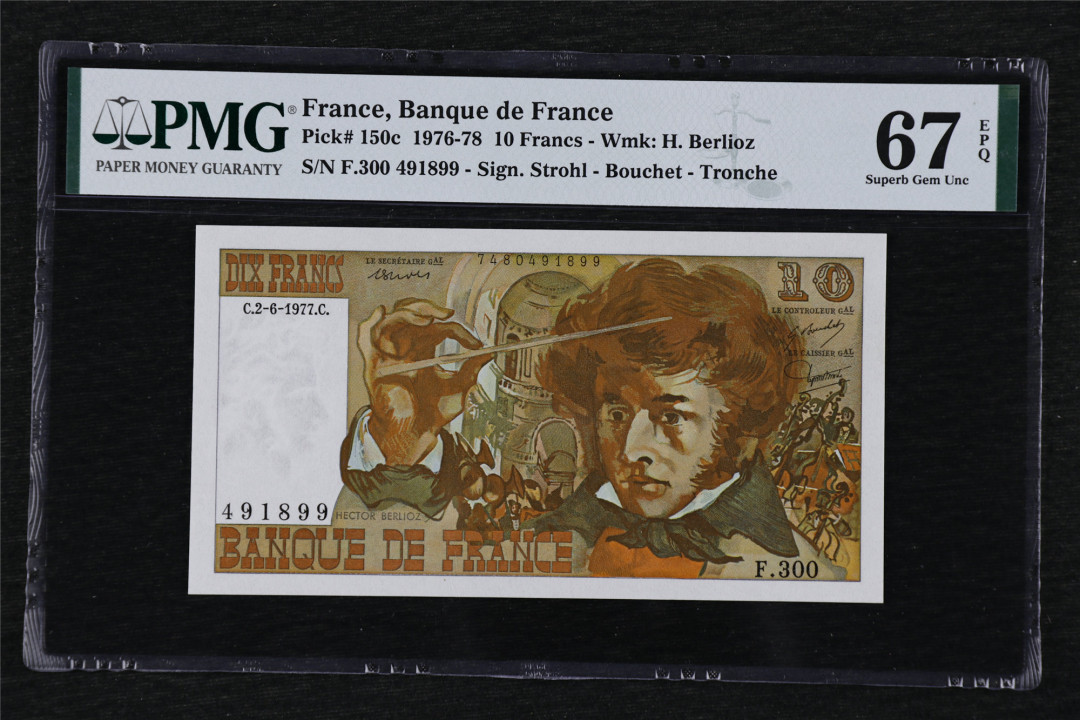 PMG®
PAPER MONEY GUARANTY
France, Banque de France
Pick# 150c 1976-78 10 Francs - Wmk: H. Berlioz
S/N F.300 491899 - Sign. Strohl - Bouchet - Tronche
67
EPQ
Superb Gem Unc
DIX FRANCS
LE SECRÉTAIRE GAL
7480491899
10
C.2-6-1977.C.
LE CONTROLEUR GAL
LE CAISSIER GAL
491899
HECTOR BERLIOZ
BANQUE DE FRANCE
F.300